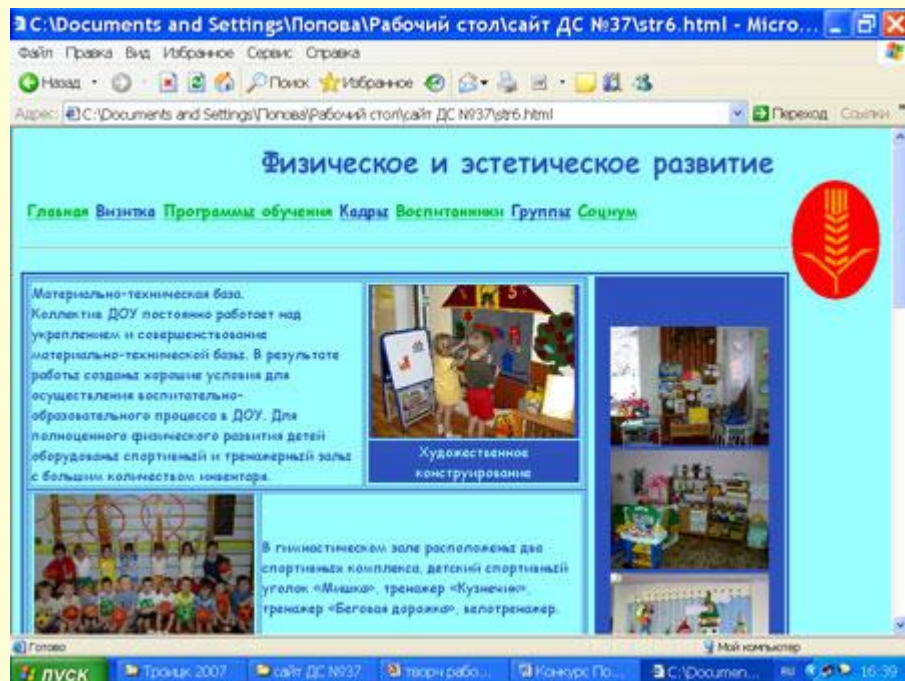 C:\Documents and Settings\Попова\Рабочий стол\сайт ДС №37\str6.html - Micro...
Файл Правка Вид Избранное Сервис Справка
Назад Поиск Избранное
Адрес: C:\Documents and Settings\Попова\Рабочий стол\сайт ДС №37\str6.html Переход Ссылки
Физическое и эстетическое развитие
Главная Визитка Программы обучения Кадры Воспитанники Группы Социум
Материально-техническая база.
Коллектив ДОУ постоянно работает над
укреплением и совершенствование
материально-технической базы. В результате
работы созданы хорошие условия для
осуществления воспитательно-
образовательного процесса в ДОУ. Для
полноценного физического развития детей
оборудованы спортивный и тренажерный залы
с большим количеством инвентаря.
Художественное
конструирование
В гимнастическом зале расположены два
спортивных комплекса, детский спортивный
уголок «Мишка», тренажер «Кузнечик»,
тренажер «Беговая дорожка», велотренажер.
Готово Мой компьютер
пуск Троицк 2007 сайт ДС №37 творч рабо... Конкурс По... C:\Documen... RU 16:39